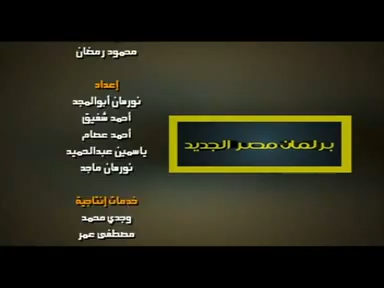 محمود رمضان
إعداد
نورهان أبوالمجد
أحمد شفيق
أحمد عصام
ياسمين عبدالحميد
نورهان ماجد
خدمات إنتاجية
وجدي محمد
مصطفى عمر
برلمان مصر الجديد